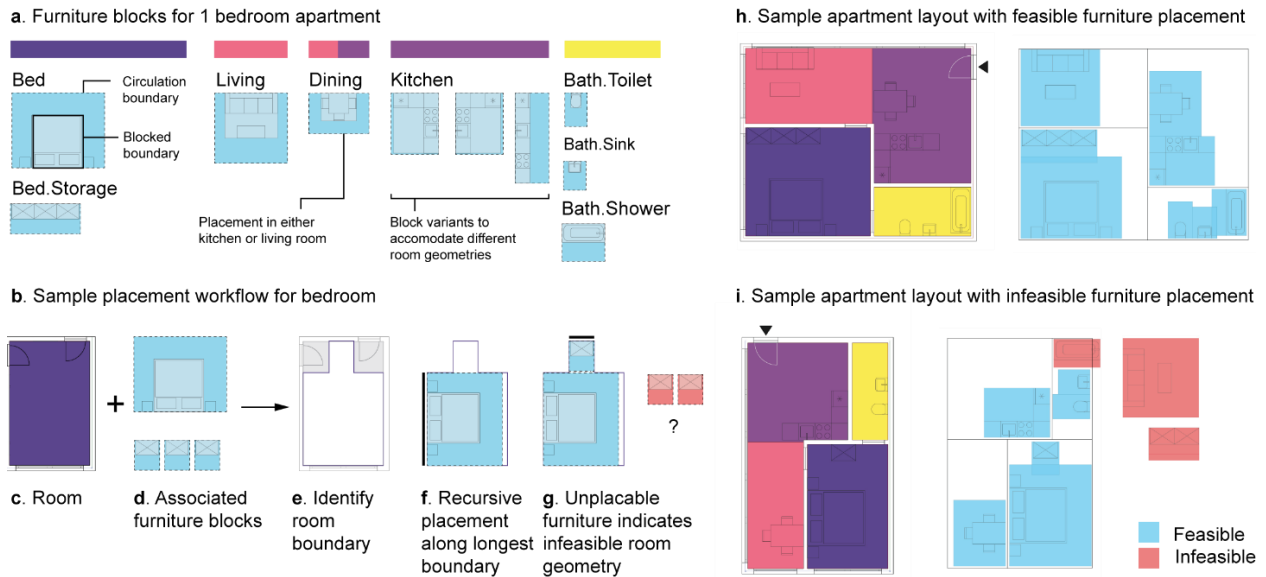 a. Furniture blocks for 1 bedroom apartment
Bed
Circulation
boundary
Blocked
boundary
Bed.Storage
Living
Dining
Placement in either
kitchen or living room
Kitchen
Block variants to
accomodate different
room geometries
Bath.Toilet
Bath.Sink
Bath.Shower
b. Sample placement workflow for bedroom
+
?
c. Room
d. Associated
furniture blocks
e. Identify
room
boundary
f. Recursive
placement
along longest
boundary
g. Unplacable
furniture indicates
infeasible room
geometry
h. Sample apartment layout with feasible furniture placement
i. Sample apartment layout with infeasible furniture placement
Feasible
Infeasible